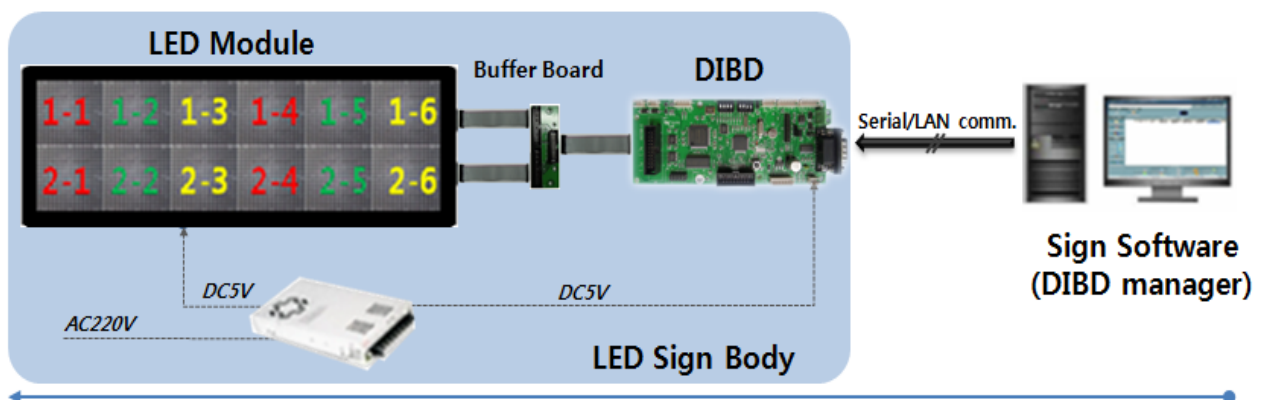 LED Module
Buffer Board
DIBD
1-1 1-2 1-3 1-4 1-5 1-6
2-1 2-2 2-3 2-4 2-5 2-6
Serial/LAN comm.
Sign Software
(DIBD manager)
DC5V
DC5V
AC220V
LED Sign Body